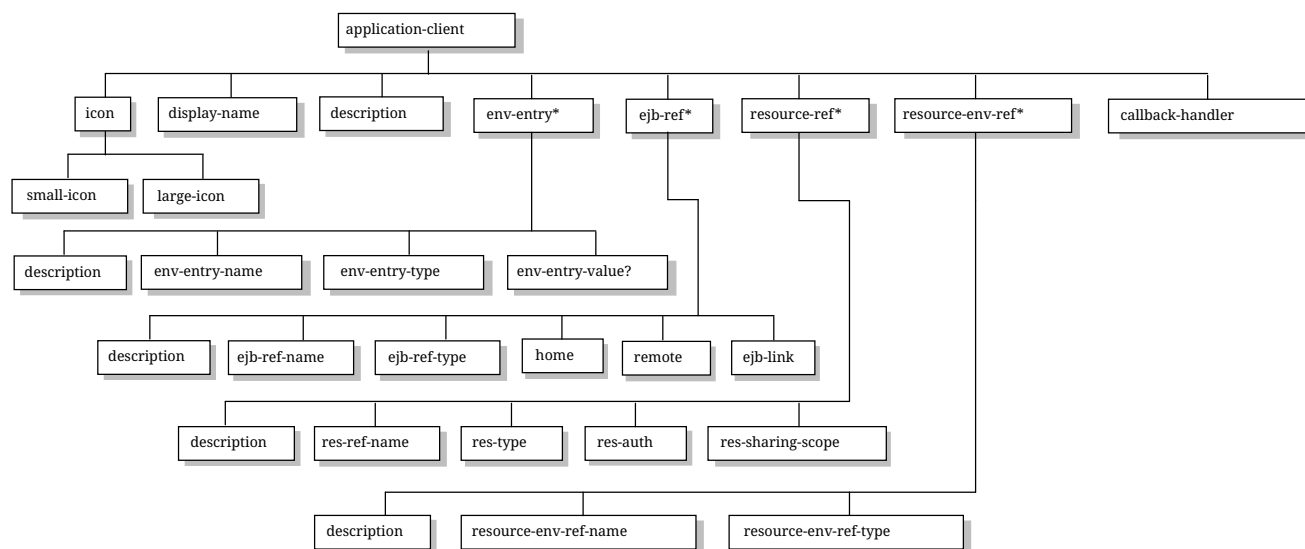 application-client
icon
display-name
description
env-entry*
ejb-ref*
resource-ref*
resource-env-ref*
callback-handler
small-icon
large-icon
description
env-entry-name
env-entry-type
env-entry-value?
description
ejb-ref-name
ejb-ref-type
home
remote
ejb-link
description
res-ref-name
res-type
res-auth
res-sharing-scope
description
resource-env-ref-name
resource-env-ref-type